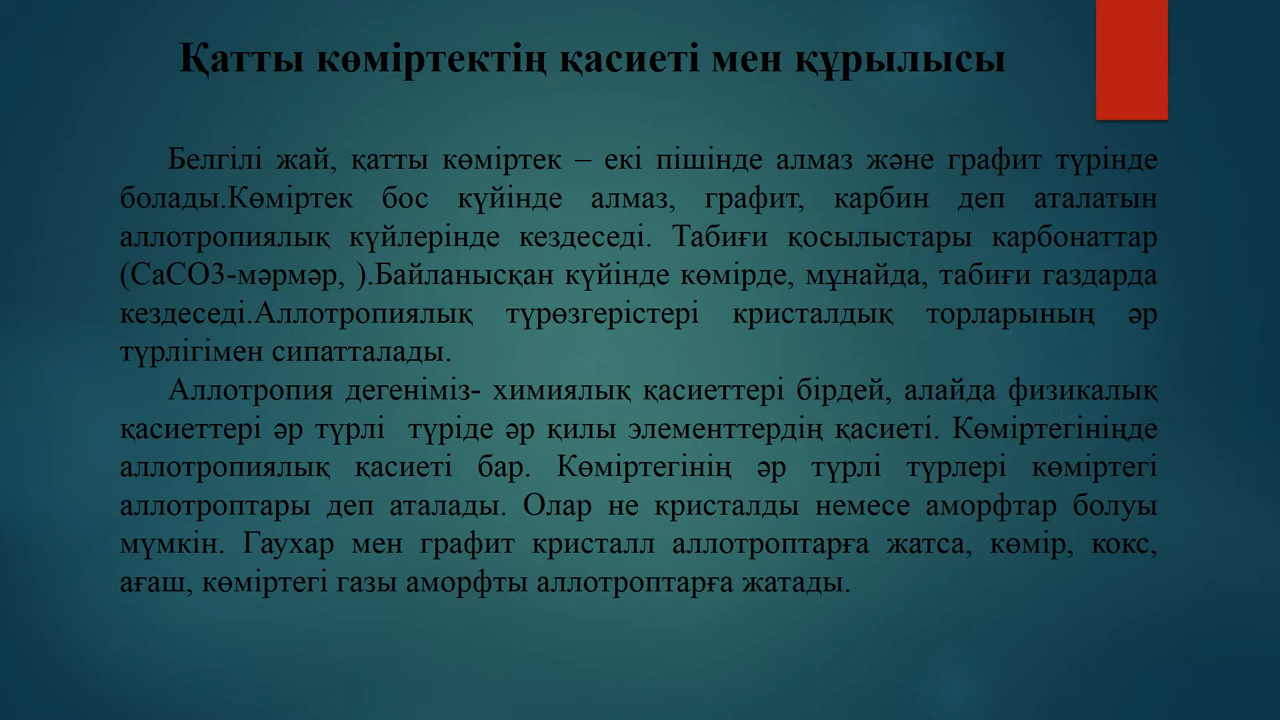 Қатты көміртектің қасиеті мен құрылысы
Белгілі жай, қатты көміртек – екі пішінде алмаз және графит түрінде
болады.Көміртек бос күйінде алмаз, графит, карбин деп аталатын
аллотропиялық күйлерінде кездеседі. Табиғи қосылыстары карбонаттар
(CaCO3-мәрмәр, ).Байланысқан күйінде көмірде, мұнайда, табиғи газдарда
кездеседі.Аллотропиялық түрөзгерістері кристалдық торларының әр
түрлігімен сипатталады.
Аллотропия дегеніміз- химиялық қасиеттері бірдей, алайда физикалық
қасиеттері әр түрлі  түріде әр қилы элементтердің қасиеті. Көміртегініңде
аллотропиялық қасиеті бар. Көміртегінің әр түрлі түрлері көміртегі
аллотроптары деп аталады. Олар не кристалды немесе аморфтар болуы
мүмкін. Гаухар мен графит кристалл аллотроптарға жатса, көмір, кокс,
ағаш, көміртегі газы аморфты аллотроптарға жатады.